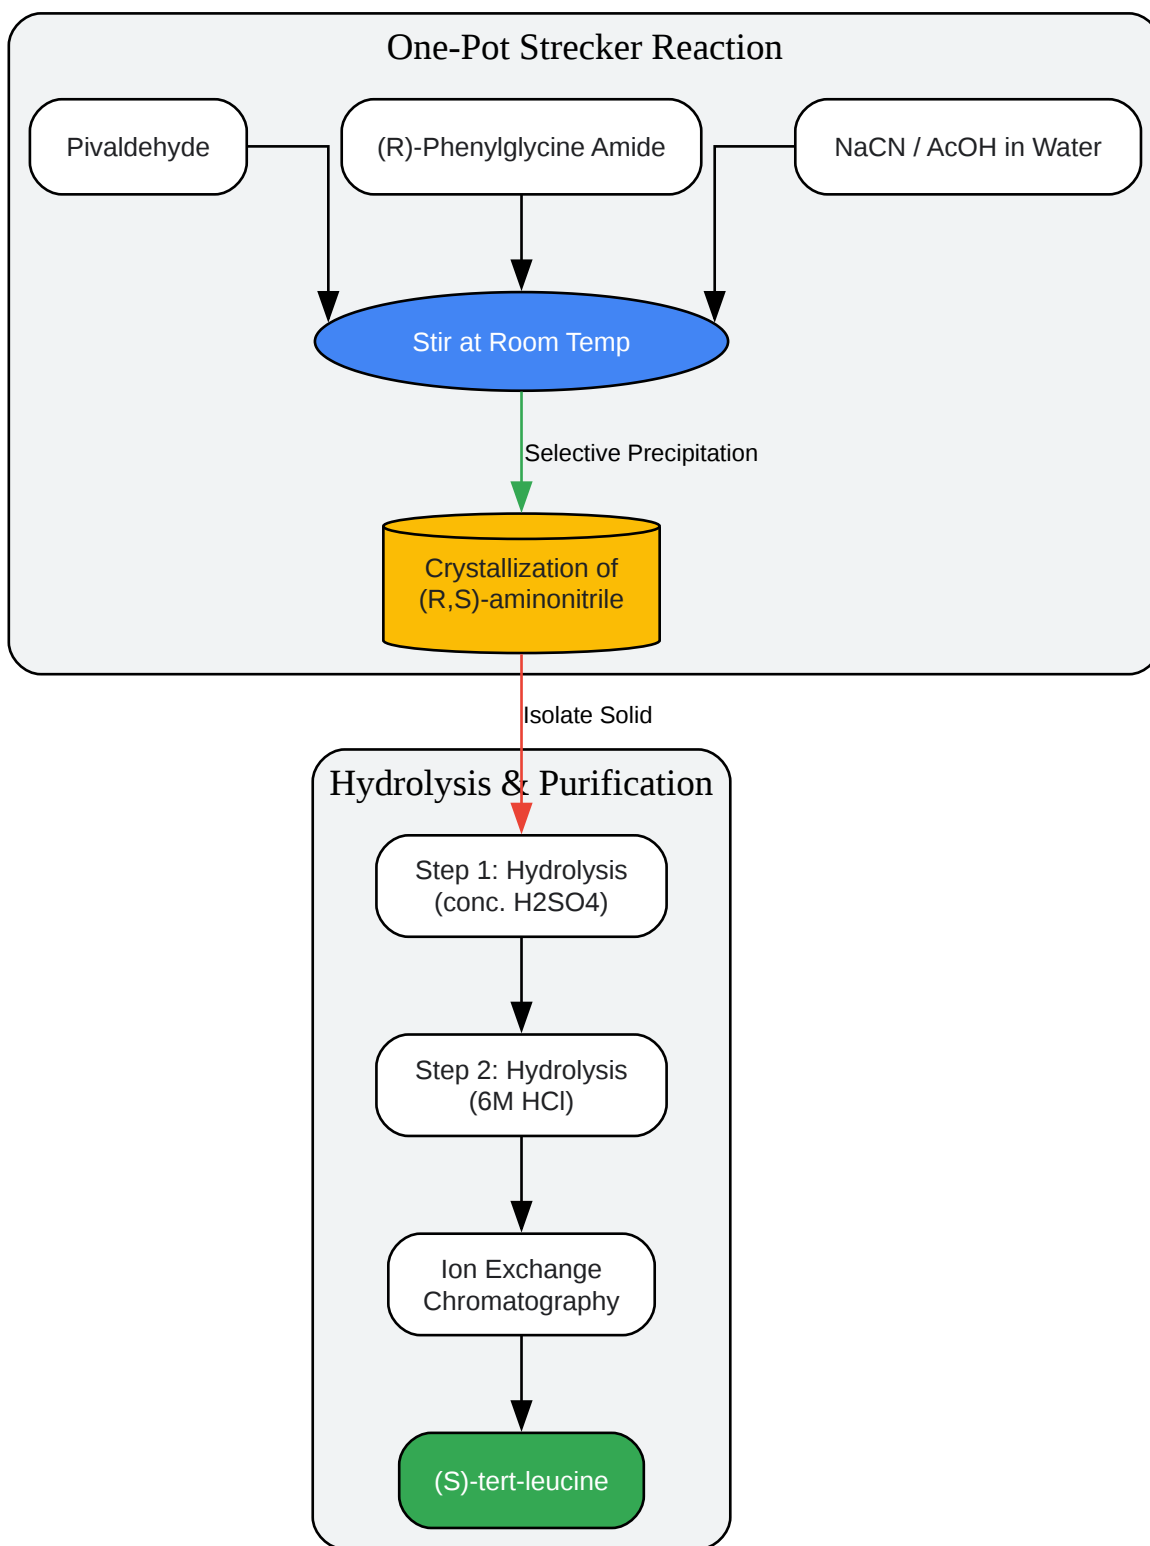 One-Pot Strecker Reaction
Pivaldehyde
(R)-Phenylglycine Amide
NaCN / AcOH in Water
Stir at Room Temp
Selective Precipitation
Crystallization of
(R,S)-aminonitrile
Isolate Solid
Hydrolysis & Purification
Step 1: Hydrolysis
(conc. H2SO4)
Step 2: Hydrolysis
(6M HCl)
Ion Exchange
Chromatography
(S)-tert-leucine